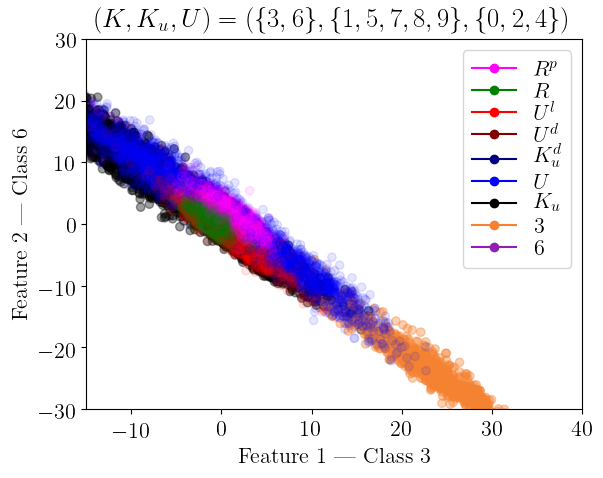 (K, K_u, U) = ({3, 6}, {1, 5, 7, 8, 9}, {0, 2, 4})
30
20
10
0
−10
−20
−30
Feature 2 — Class 6
R^p
R
U^l
U^d
K_u^d
U
K_u
3
6
−10
0
10
20
30
40
Feature 1 — Class 3